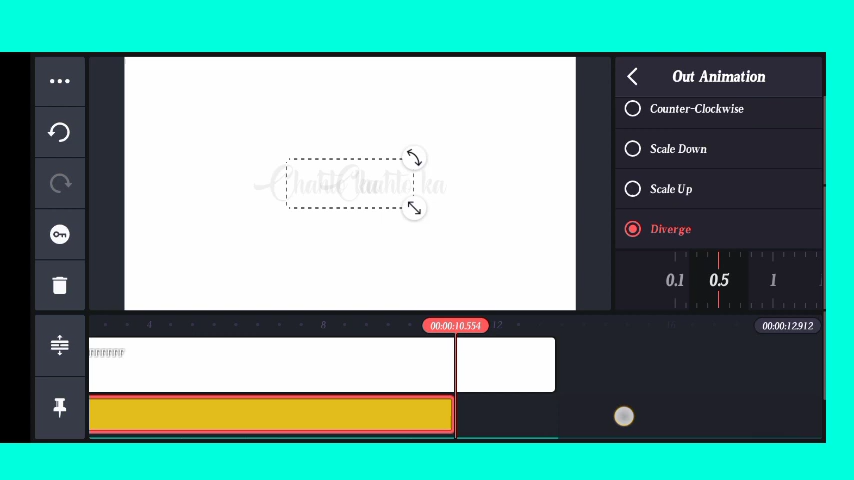 Out Animation
Counter-Clockwise
Scale Down
Scale Up
Diverge
0.1 0.5 1
4 8 12
00:00:10.554
00:00:12.912
FFFFFF